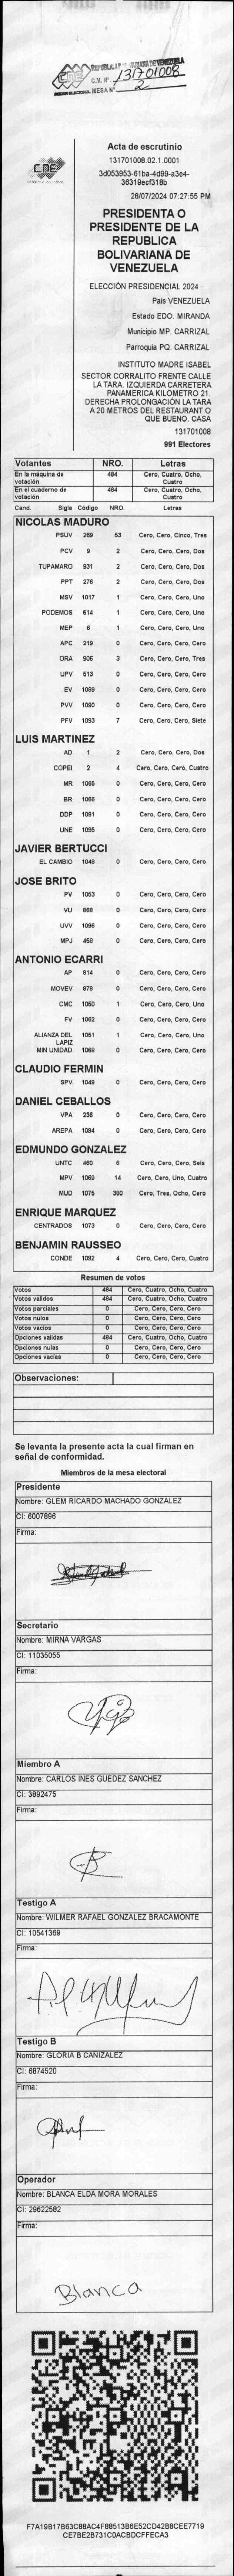 REPUBLICA BOLIVARIANA DE VENEZUELA
C.V. Nº 131701008
MESA Nº 2
CNE
Acta de escrutinio
131701008.02.1.0001
3d053953-61ba-4d99-a3e4-
36319ecf318b
28/07/2024 07:27:55 PM
PRESIDENTA O
PRESIDENTE DE LA
REPUBLICA
BOLIVARIANA DE
VENEZUELA
ELECCIÓN PRESIDENCIAL 2024
País VENEZUELA
Estado EDO. MIRANDA
Municipio MP. CARRIZAL
Parroquia PQ. CARRIZAL
INSTITUTO MADRE ISABEL
SECTOR CORRALITO FRENTE CALLE
LA TARA. IZQUIERDA CARRETERA
PANAMERICA KILOMETRO 21.
DERECHA PROLONGACIÓN LA TARA
A 20 METROS DEL RESTAURANT O
QUE BUENO. CASA
131701008
991 Electores
Votantes NRO. Letras
En la máquina de votación 484 Cero, Cuatro, Ocho, Cuatro
En el cuaderno de votación 484 Cero, Cuatro, Ocho, Cuatro
Cand. Sigla Código NRO. Letras
NICOLAS MADURO
PSUV 269 53 Cero, Cero, Cinco, Tres
PCV 9 2 Cero, Cero, Cero, Dos
TUPAMARO 931 2 Cero, Cero, Cero, Dos
PPT 276 2 Cero, Cero, Cero, Dos
MSV 1017 1 Cero, Cero, Cero, Uno
PODEMOS 514 1 Cero, Cero, Cero, Uno
MEP 6 1 Cero, Cero, Cero, Uno
APC 219 0 Cero, Cero, Cero, Cero
ORA 906 3 Cero, Cero, Cero, Tres
UPV 513 0 Cero, Cero, Cero, Cero
EV 1089 0 Cero, Cero, Cero, Cero
PVV 1090 0 Cero, Cero, Cero, Cero
PFV 1093 7 Cero, Cero, Cero, Siete
LUIS MARTINEZ
AD 1 2 Cero, Cero, Cero, Dos
COPEI 2 4 Cero, Cero, Cero, Cuatro
MR 1065 0 Cero, Cero, Cero, Cero
BR 1066 0 Cero, Cero, Cero, Cero
DDP 1091 0 Cero, Cero, Cero, Cero
UNE 1095 0 Cero, Cero, Cero, Cero
JAVIER BERTUCCI
EL CAMBIO 1048 0 Cero, Cero, Cero, Cero
JOSE BRITO
PV 1053 0 Cero, Cero, Cero, Cero
VU 868 0 Cero, Cero, Cero, Cero
UVV 1096 0 Cero, Cero, Cero, Cero
MPJ 459 0 Cero, Cero, Cero, Cero
ANTONIO ECARRI
AP 814 0 Cero, Cero, Cero, Cero
MOVEV 978 0 Cero, Cero, Cero, Cero
CMC 1050 1 Cero, Cero, Cero, Uno
FV 1062 0 Cero, Cero, Cero, Cero
ALIANZA DEL LAPIZ 1051 1 Cero, Cero, Cero, Uno
MIN UNIDAD 1068 0 Cero, Cero, Cero, Cero
CLAUDIO FERMIN
SPV 1049 0 Cero, Cero, Cero, Cero
DANIEL CEBALLOS
VPA 236 0 Cero, Cero, Cero, Cero
AREPA 1094 0 Cero, Cero, Cero, Cero
EDMUNDO GONZALEZ
UNTC 460 6 Cero, Cero, Cero, Seis
MPV 1069 14 Cero, Cero, Uno, Cuatro
MUD 1075 380 Cero, Tres, Ocho, Cero
ENRIQUE MARQUEZ
CENTRADOS 1073 0 Cero, Cero, Cero, Cero
BENJAMIN RAUSSEO
CONDE 1092 4 Cero, Cero, Cero, Cuatro
Resumen de votos
Votos 484 Cero, Cuatro, Ocho, Cuatro
Votos validos 484 Cero, Cuatro, Ocho, Cuatro
Votos parciales 0 Cero, Cero, Cero, Cero
Votos nulos 0 Cero, Cero, Cero, Cero
Votos vacios 0 Cero, Cero, Cero, Cero
Opciones validas 484 Cero, Cuatro, Ocho, Cuatro
Opciones nulas 0 Cero, Cero, Cero, Cero
Opciones vacias 0 Cero, Cero, Cero, Cero
Observaciones:
Se levanta la presente acta la cual firman en
señal de conformidad.
Miembros de la mesa electoral
Presidente
Nombre: GLEM RICARDO MACHADO GONZALEZ
CI: 6007896
Firma:
Secretario
Nombre: MIRNA VARGAS
CI: 11035055
Firma:
Miembro A
Nombre: CARLOS INES GUEDEZ SANCHEZ
CI: 3892475
Firma:
Testigo A
Nombre: WILMER RAFAEL GONZALEZ BRACAMONTE
CI: 10541369
Firma:
Testigo B
Nombre: GLORIA B CAÑIZALEZ
CI: 6874520
Firma:
Operador
Nombre: BLANCA ELDA MORA MORALES
CI: 29622582
Firma:
Blanca
F7A19B17B63C88AC4F88513B6E52CD42B8CEE7719
CE7BE2B731C0ACBDCFFECA3